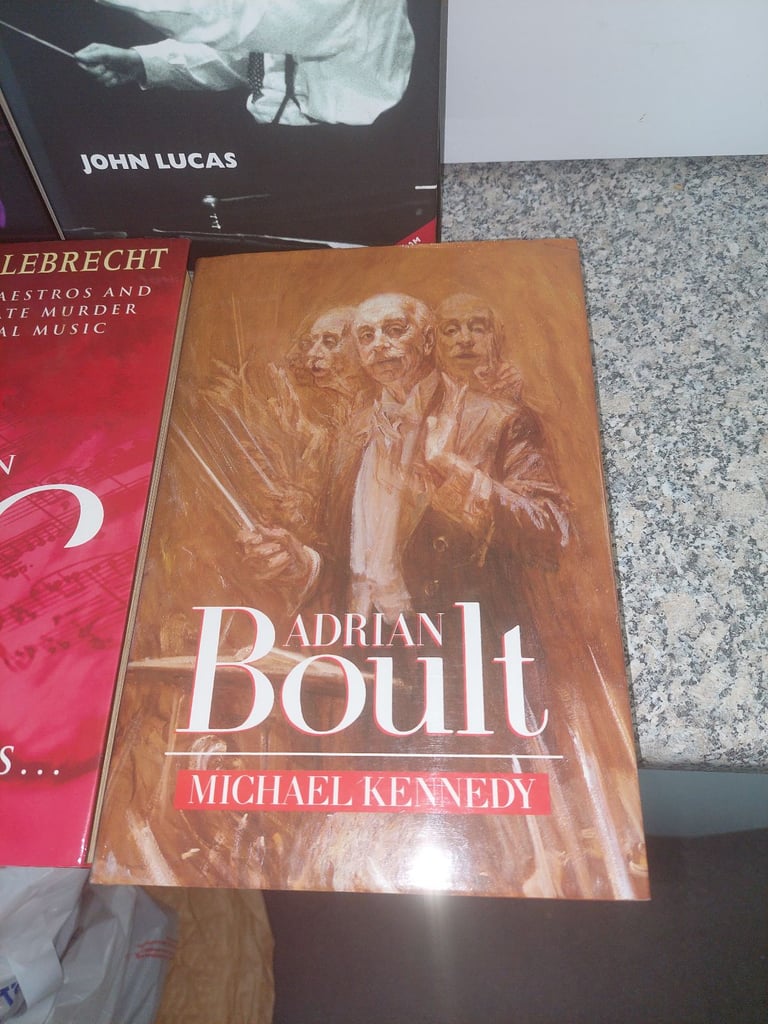 JOHN LUCAS
LEBRECHT
AESTROS AND
ATE MURDER
AL MUSIC
N
S...
ADRIAN
Boult
MICHAEL KENNEDY